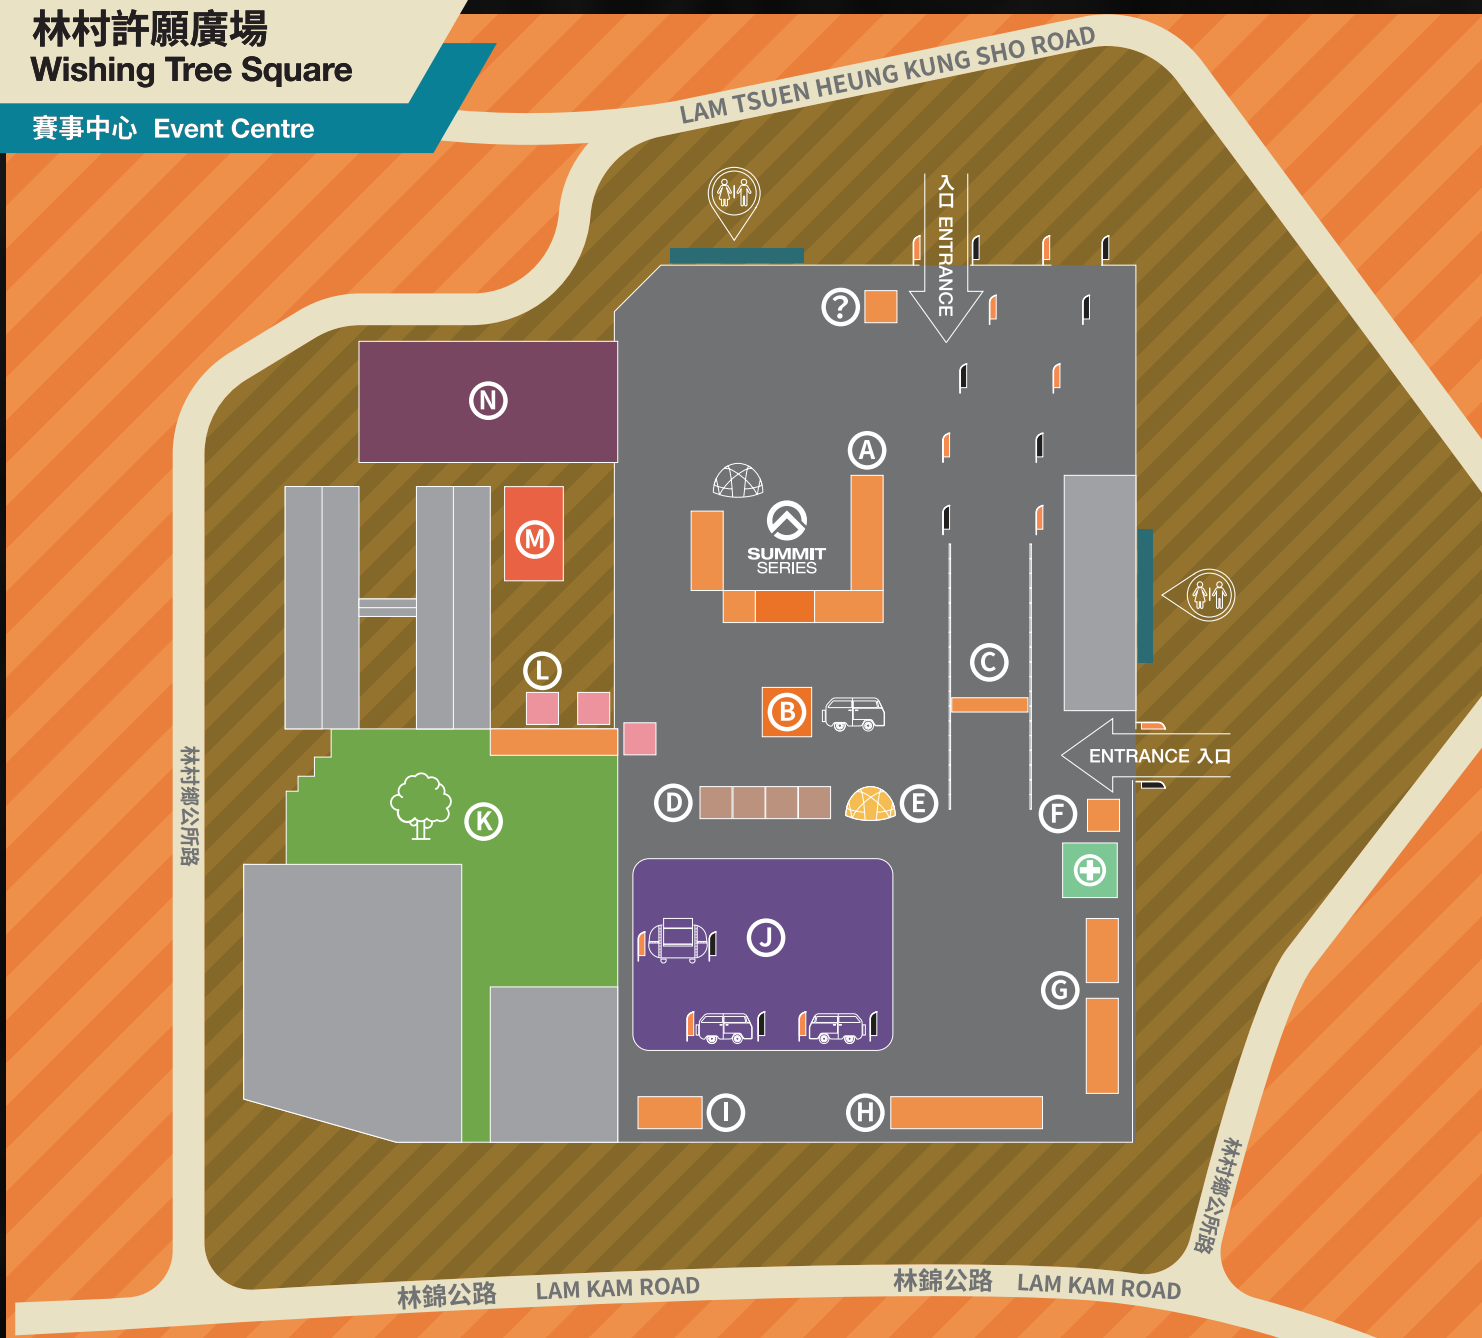 林村許願廣場
Wishing Tree Square
賽事中心 Event Centre
LAM TSUEN HEUNG KUNG SHO ROAD
入口 ENTRANCE
?
N
A
M
SUMMIT
SERIES
L
C
B
ENTRANCE 入口
林村鄉公所路
D
E
F
K
J
G
I
H
林村鄉公所路
林錦公路 LAM KAM ROAD
林錦公路 LAM KAM ROAD